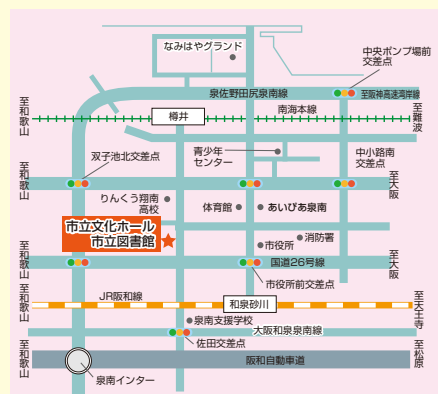 なみはやグランド
中央ポンプ場前
交差点
泉佐野田尻泉南線
至阪神高速湾岸線
至和歌山
樽井
南海本線
至難波
双子池北交差点
青少年
センター
中小路南
交差点
至和歌山
至大阪
りんくう翔南
高校
体育館
あいぴあ泉南
市立文化ホール
市立図書館
消防署
市役所
至和歌山
国道26号線
至大阪
市役所前交差点
至和歌山
JR阪和線
和泉砂川
至天王寺
泉南支援学校
大阪和泉泉南線
佐田交差点
至和歌山
阪和自動車道
至松原
泉南インター